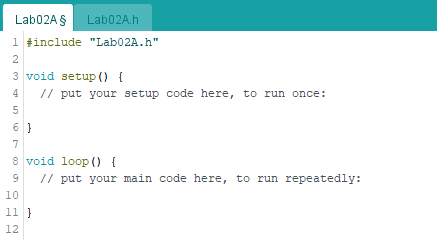 Lab02A § Lab02A.h
1 #include "Lab02A.h"
2
3 void setup() {
4 // put your setup code here, to run once:
5
6 }
7
8 void loop() {
9 // put your main code here, to run repeatedly:
10
11 }
12